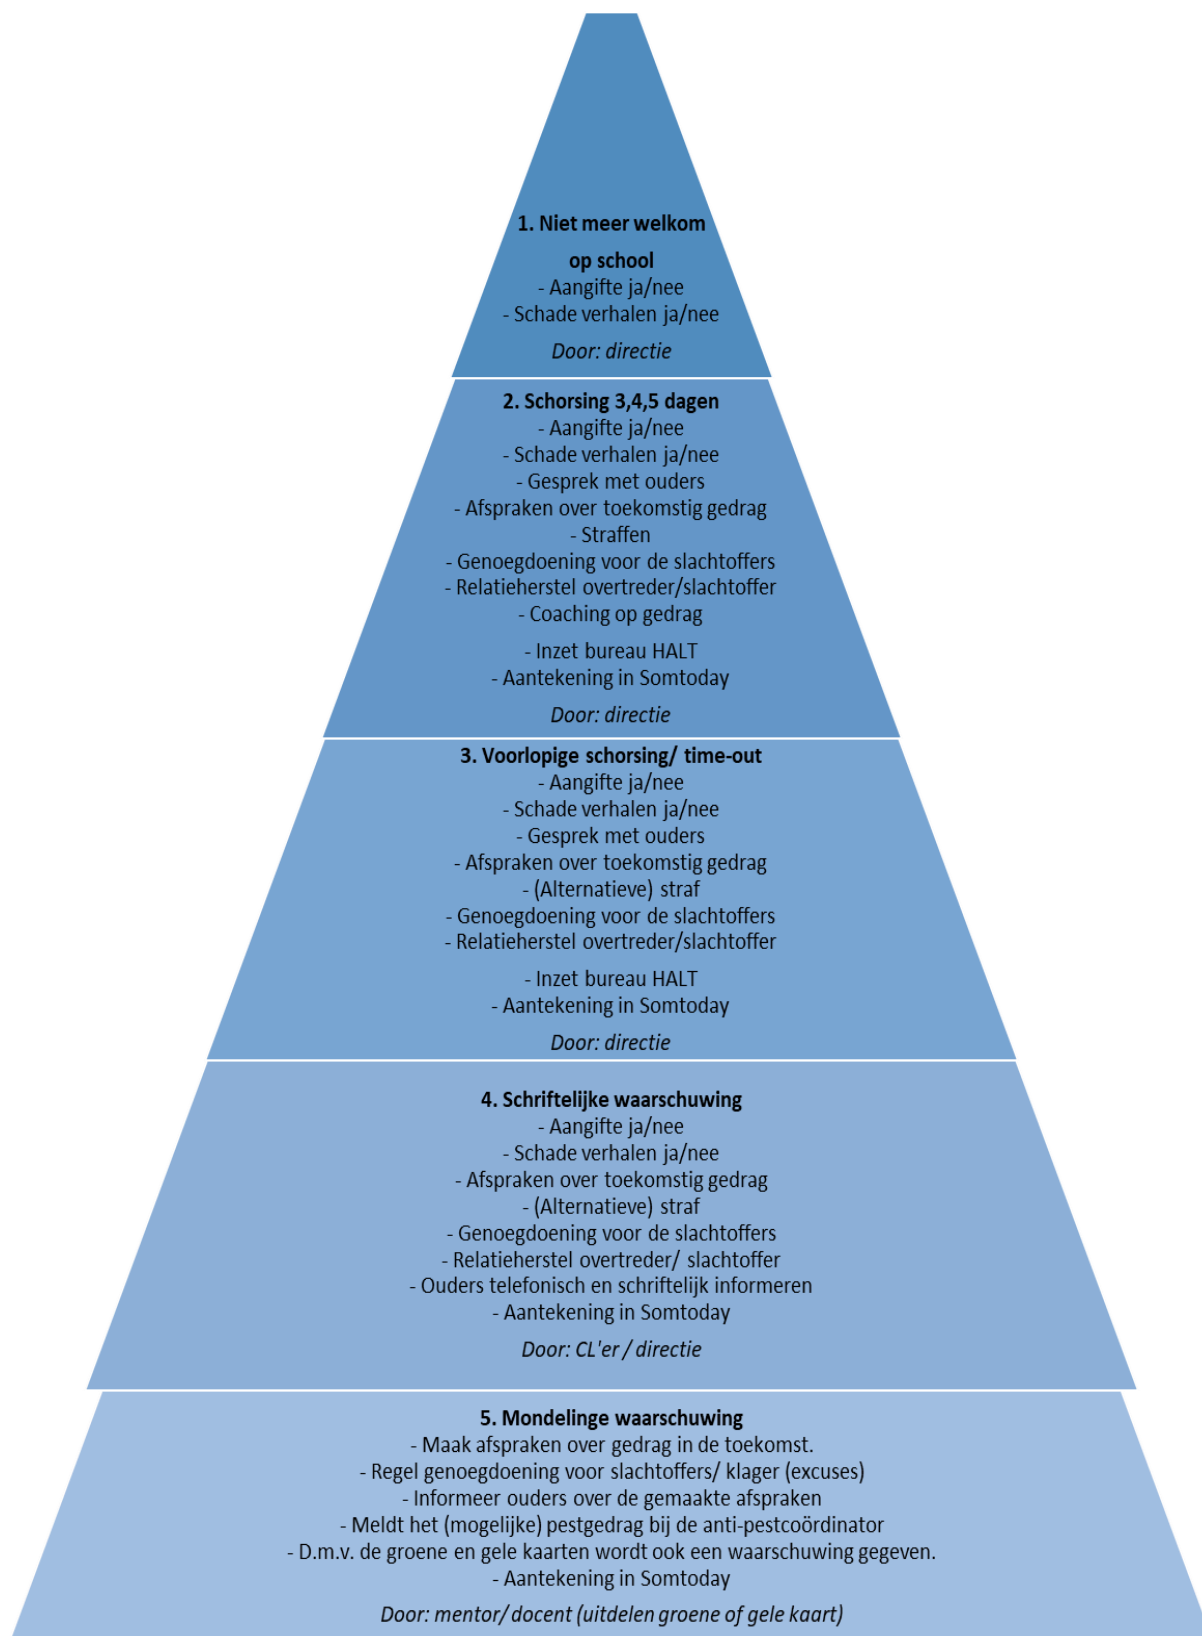 1. Niet meer welkom
op school
- Aangifte ja/nee
- Schade verhalen ja/nee
Door: directie
2. Schorsing 3,4,5 dagen
- Aangifte ja/nee
- Schade verhalen ja/nee
- Gesprek met ouders
- Afspraken over toekomstig gedrag
- Straffen
- Genoegdoening voor de slachtoffers
- Relatieherstel overtreder/slachtoffer
- Coaching op gedrag
- Inzet bureau HALT
- Aantekening in Somtoday
Door: directie
3. Voorlopige schorsing/ time-out
- Aangifte ja/nee
- Schade verhalen ja/nee
- Gesprek met ouders
- Afspraken over toekomstig gedrag
- (Alternatieve) straf
- Genoegdoening voor de slachtoffers
- Relatieherstel overtreder/slachtoffer
- Inzet bureau HALT
- Aantekening in Somtoday
Door: directie
4. Schriftelijke waarschuwing
- Aangifte ja/nee
- Schade verhalen ja/nee
- Afspraken over toekomstig gedrag
- (Alternatieve) straf
- Genoegdoening voor de slachtoffers
- Relatieherstel overtreder/ slachtoffer
- Ouders telefonisch en schriftelijk informeren
- Aantekening in Somtoday
Door: CL'er / directie
5. Mondelinge waarschuwing
- Maak afspraken over gedrag in de toekomst.
- Regel genoegdoening voor slachtoffers/ klager (excuses)
- Informeer ouders over de gemaakte afspraken
- Meldt het (mogelijke) pestgedrag bij de anti-pestcoördinator
- D.m.v. de groene en gele kaarten wordt ook een waarschuwing gegeven.
- Aantekening in Somtoday
Door: mentor/ docent (uitdelen groene of gele kaart)